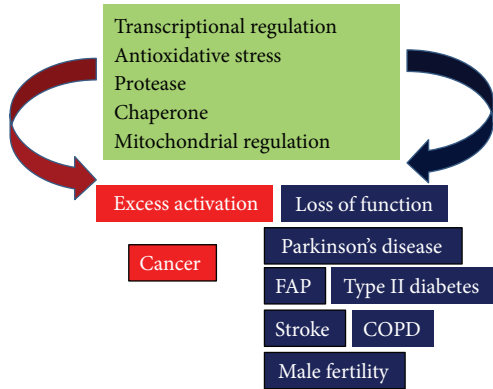 Transcriptional regulation
Antioxidative stress
Protease
Chaperone
Mitochondrial regulation
Excess activation
Loss of function
Cancer
Parkinson's disease
FAP
Type II diabetes
Stroke
COPD
Male fertility